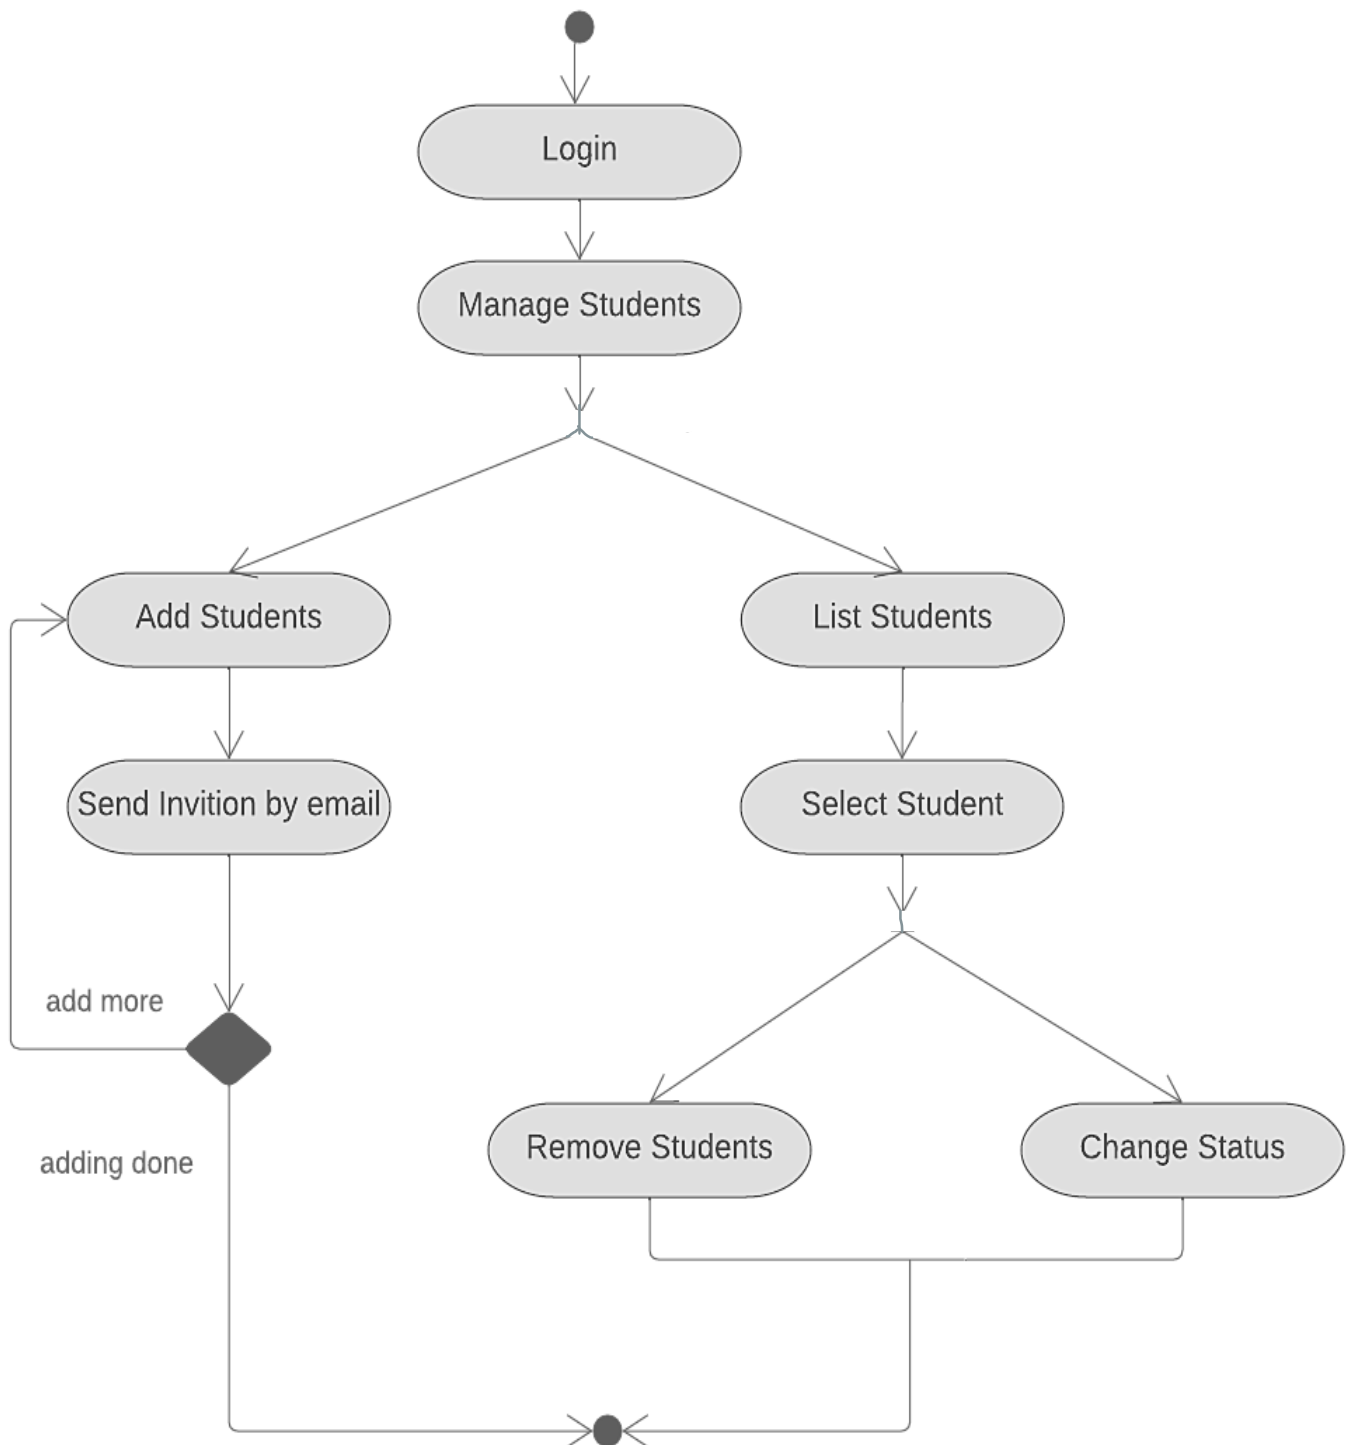 Login
Manage Students
Add Students
List Students
Send Invition by email
Select Student
add more
Remove Students
Change Status
adding done